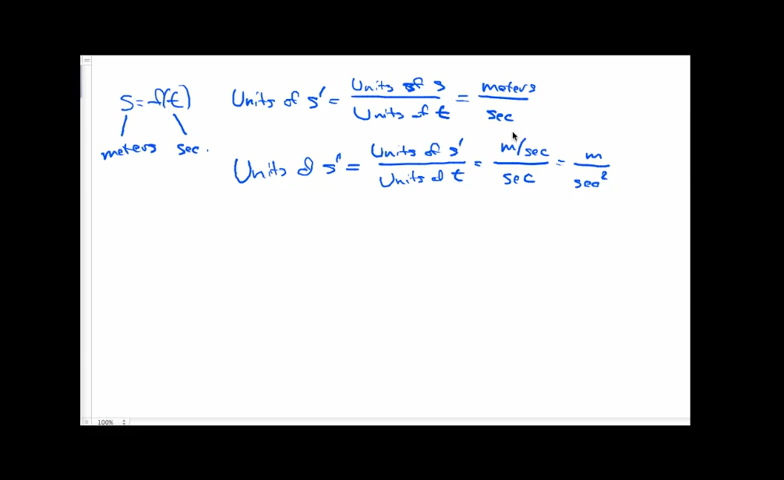 s = f(t)
meters sec.
Units of s' = Units of s / Units of t = meters / sec
Units of s'' = Units of s' / Units of t = m/sec / sec = m / sec²
100%